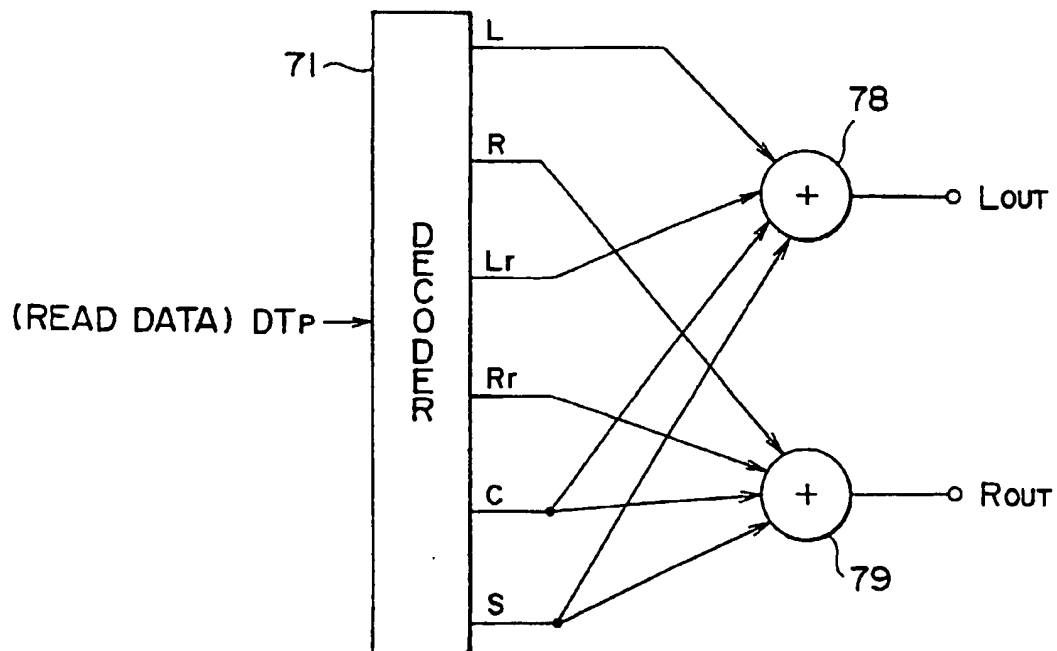 L
71
78
R
LOUT
DECODER
Lr
(READ DATA) DTP
Rr
C
ROUT
79
S
+
+